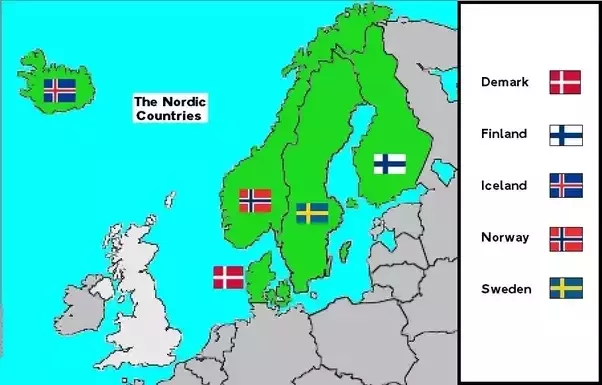 The Nordic
Countries
Demark
Finland
Iceland
Norway
Sweden